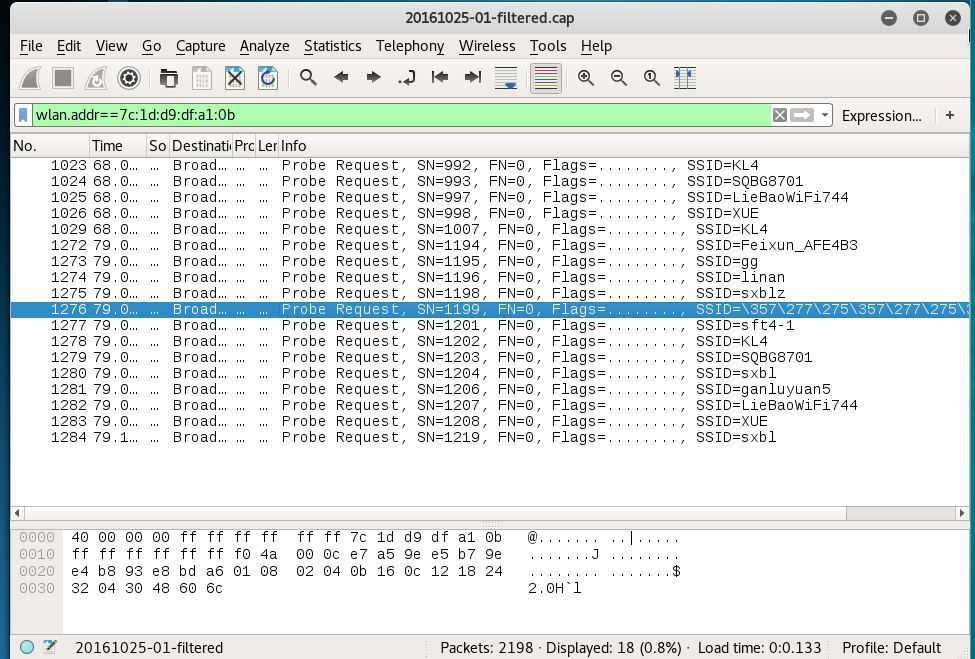 20161025-01-filtered.cap
File Edit View Go Capture Analyze Statistics Telephony Wireless Tools Help
wlan.addr==7c:1d:d9:df:a1:0b Expression... +
No. Time So Destinati Prc Ler Info
1023 68.0… … Broad… … … Probe Request, SN=992, FN=0, Flags=........, SSID=KL4
1024 68.0… … Broad… … … Probe Request, SN=993, FN=0, Flags=........, SSID=SQBG8701
1025 68.0… … Broad… … … Probe Request, SN=997, FN=0, Flags=........, SSID=LieBaoWiFi744
1026 68.0… … Broad… … … Probe Request, SN=998, FN=0, Flags=........, SSID=XUE
1029 68.0… … Broad… … … Probe Request, SN=1007, FN=0, Flags=........, SSID=KL4
1272 79.0… … Broad… … … Probe Request, SN=1194, FN=0, Flags=........, SSID=Feixun_AFE4B3
1273 79.0… … Broad… … … Probe Request, SN=1195, FN=0, Flags=........, SSID=gg
1274 79.0… … Broad… … … Probe Request, SN=1196, FN=0, Flags=........, SSID=linan
1275 79.0… … Broad… … … Probe Request, SN=1198, FN=0, Flags=........, SSID=sxblz
1276 79.0… … Broad… … … Probe Request, SN=1199, FN=0, Flags=........, SSID=\357\277\275\357\277\275\
1277 79.0… … Broad… … … Probe Request, SN=1201, FN=0, Flags=........, SSID=sft4-1
1278 79.0… … Broad… … … Probe Request, SN=1202, FN=0, Flags=........, SSID=KL4
1279 79.0… … Broad… … … Probe Request, SN=1203, FN=0, Flags=........, SSID=SQBG8701
1280 79.0… … Broad… … … Probe Request, SN=1204, FN=0, Flags=........, SSID=sxbl
1281 79.0… … Broad… … … Probe Request, SN=1206, FN=0, Flags=........, SSID=ganluyuan5
1282 79.0… … Broad… … … Probe Request, SN=1207, FN=0, Flags=........, SSID=LieBaoWiFi744
1283 79.0… … Broad… … … Probe Request, SN=1208, FN=0, Flags=........, SSID=XUE
1284 79.1… … Broad… … … Probe Request, SN=1219, FN=0, Flags=........, SSID=sxbl
0000 40 00 00 00 ff ff ff ff ff ff 7c 1d d9 df a1 0b @....... ..|.....
0010 ff ff ff ff ff ff f0 4a 00 0c e7 a5 9e e5 b7 9e .......J ........
0020 e4 b8 93 e8 bd a6 01 08 02 04 0b 16 0c 12 18 24 ........ .......$
0030 32 04 30 48 60 6c 2.0H`l
20161025-01-filtered Packets: 2198 · Displayed: 18 (0.8%) · Load time: 0:0.133 Profile: Default